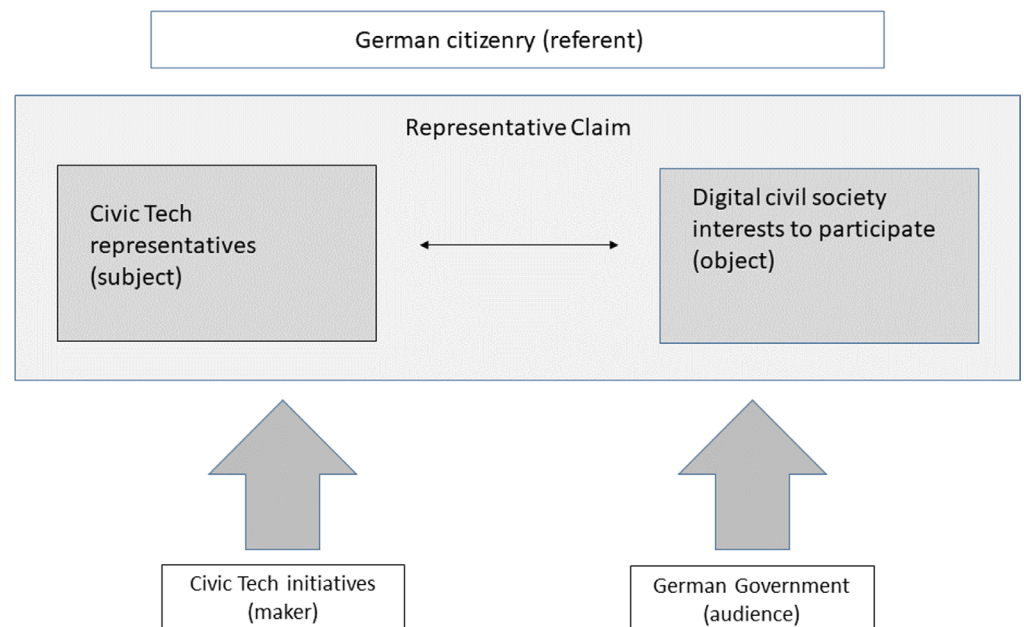 German citizenry (referent)
Representative Claim
Civic Tech
representatives
(subject)
Digital civil society
interests to participate
(object)
Civic Tech initiatives
(maker)
German Government
(audience)